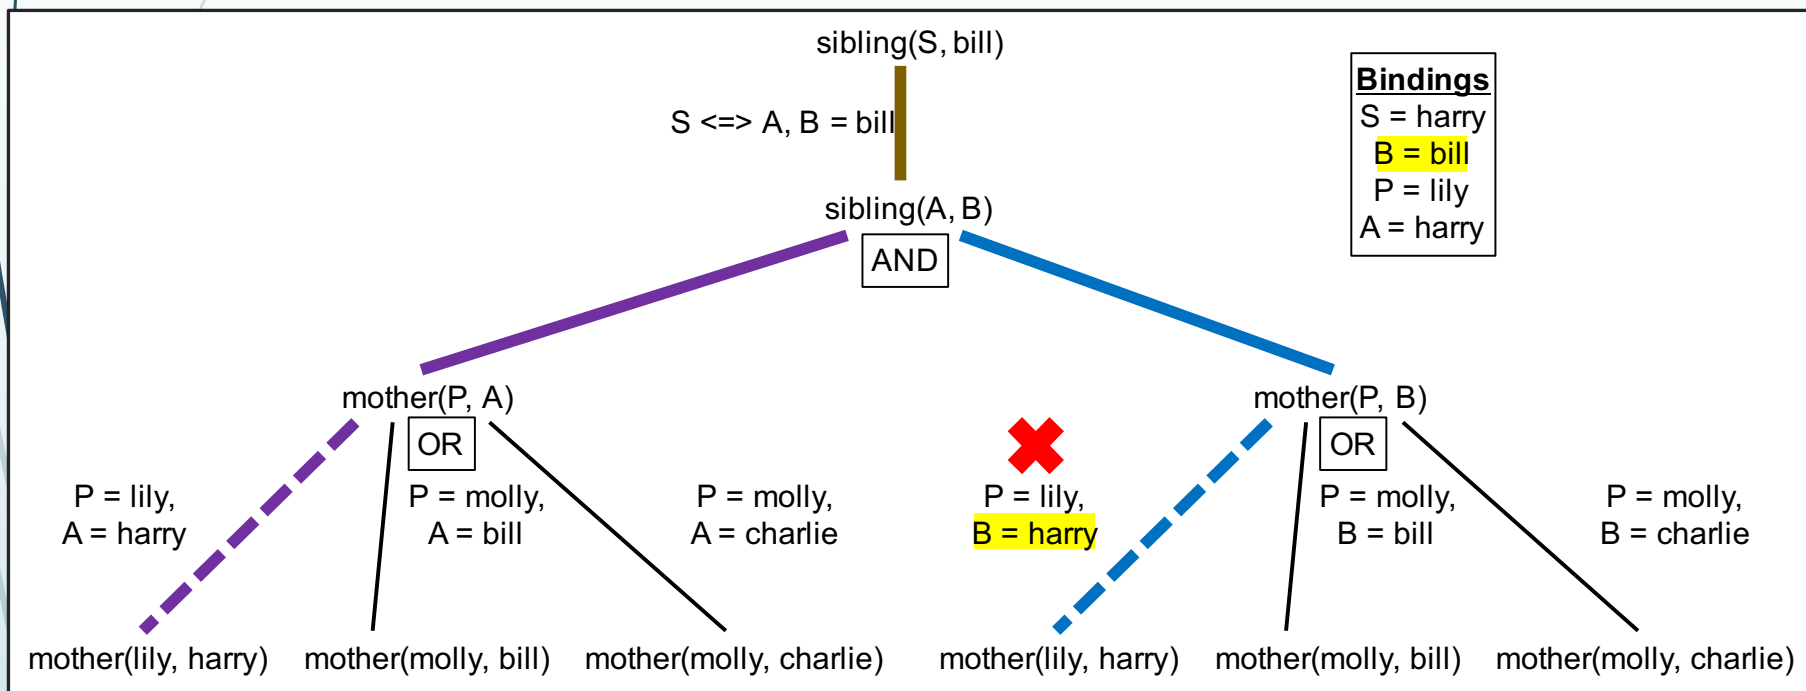 sibling(S, bill)
S <=> A, B = bill
Bindings
S = harry
B = bill
P = lily
A = harry
sibling(A, B)
AND
mother(P, A)
OR
mother(P, B)
OR
P = lily,
A = harry
P = molly,
A = bill
P = molly,
A = charlie
P = lily,
B = harry
P = molly,
B = bill
P = molly,
B = charlie
mother(lily, harry)
mother(molly, bill)
mother(molly, charlie)
mother(lily, harry)
mother(molly, bill)
mother(molly, charlie)